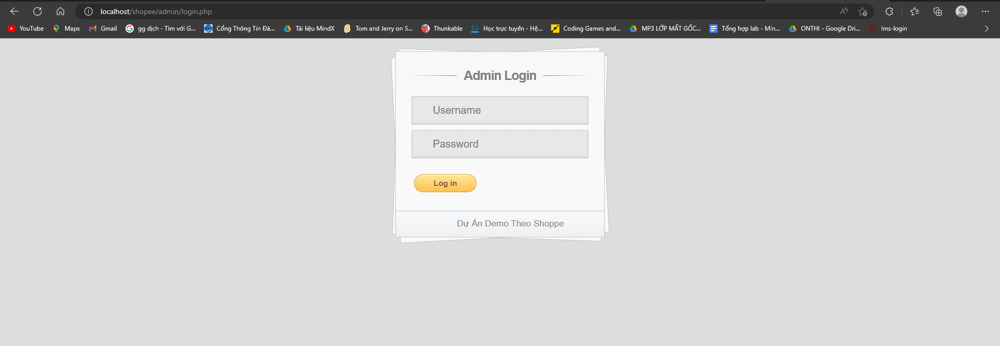 localhost/shopee/admin/login.php
YouTube Maps Gmail gg dịch - Tìm với G... Cổng Thông Tin Đà... Tài liệu MindX Tom and Jerry on S... Thunkable Học trực tuyến - Hệ... Coding Games and... MP3 LỚP MẤT GỐC... Tổng hợp lab - Min... ONTHI - Google Dri... lms-login
Admin Login
Username
Password
Log in
Dự Án Demo Theo Shoppe